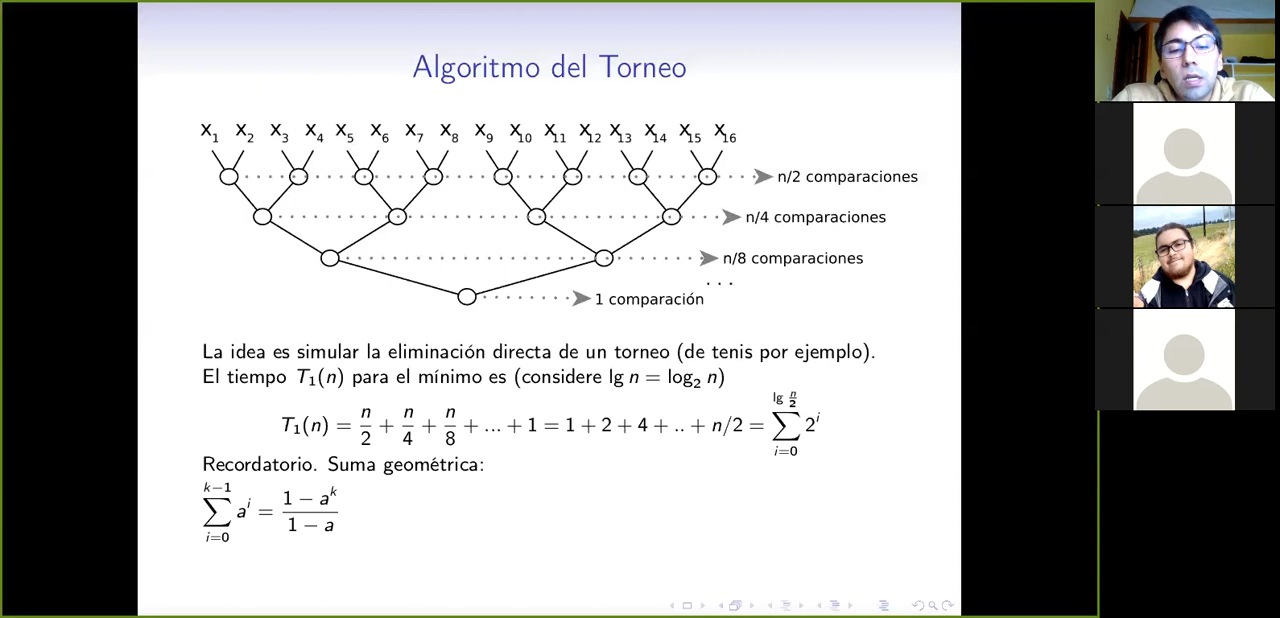 Algoritmo del Torneo
x₁ x₂ x₃ x₄ x₅ x₆ x₇ x₈ x₉ x₁₀ x₁₁ x₁₂ x₁₃ x₁₄ x₁₅ x₁₆
n/2 comparaciones
n/4 comparaciones
n/8 comparaciones
. . .
1 comparación
La idea es simular la eliminación directa de un torneo (de tenis por ejemplo).
El tiempo T₁(n) para el mínimo es (considere lg n = log₂ n)
T₁(n) = n/2 + n/4 + n/8 + ... + 1 = 1 + 2 + 4 + .. + n/2 = ∑_{i=0}^{lg n/2} 2^i
Recordatorio. Suma geométrica:
∑_{i=0}^{k−1} a^i = (1 − a^k)/(1 − a)